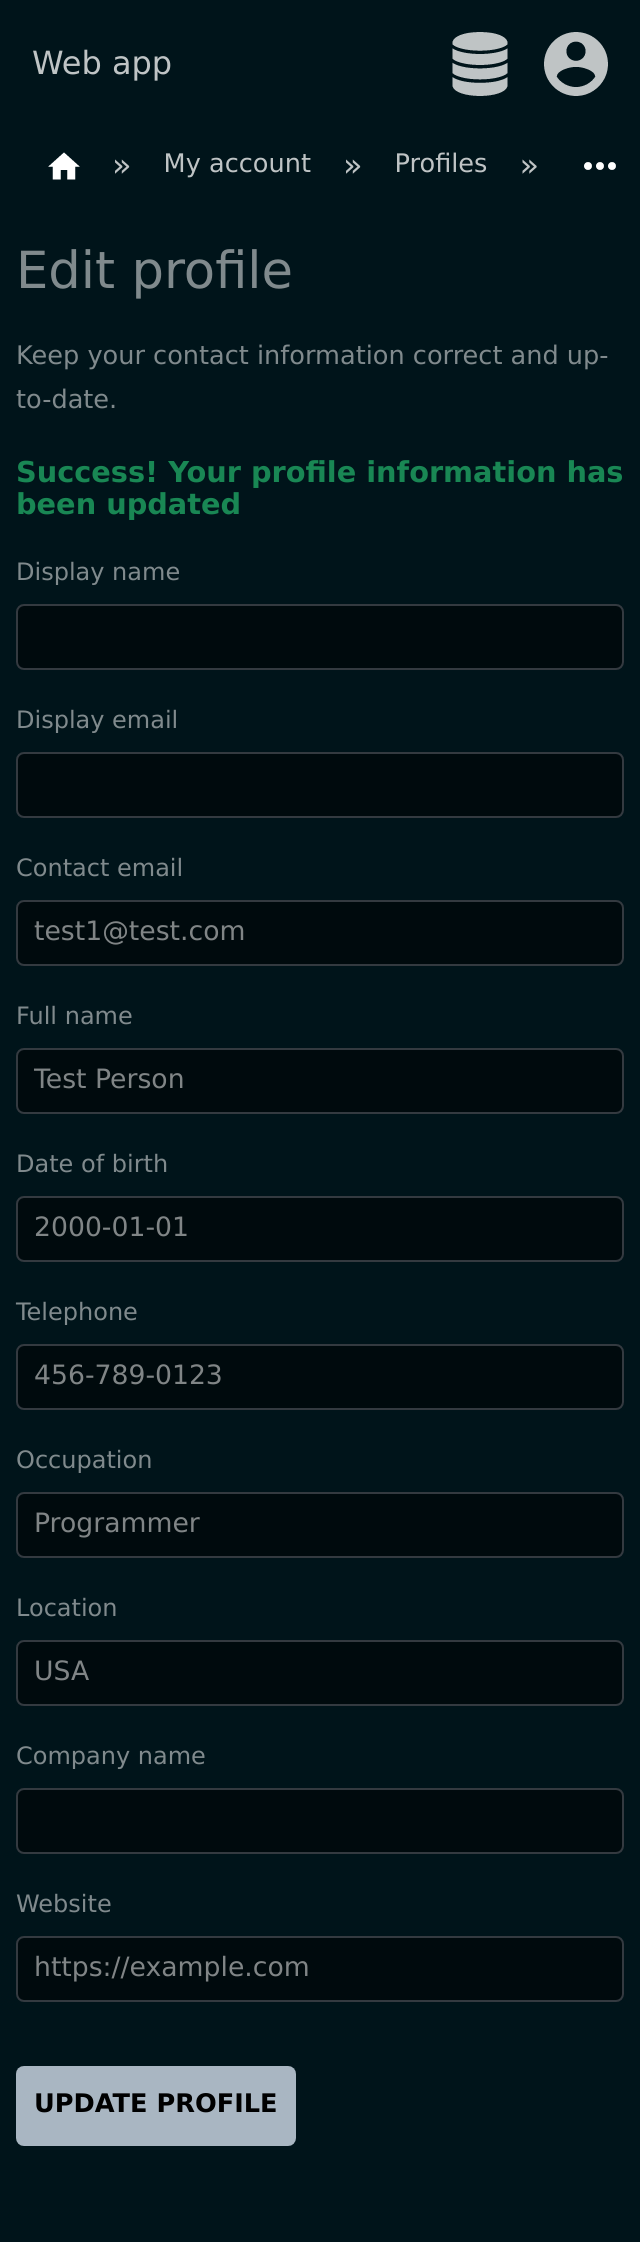 Web app
» My account » Profiles »
Edit profile
Keep your contact information correct and up-
to-date.
Success! Your profile information has
been updated
Display name
Display email
Contact email
test1@test.com
Full name
Test Person
Date of birth
2000-01-01
Telephone
456-789-0123
Occupation
Programmer
Location
USA
Company name
Website
https://example.com
UPDATE PROFILE